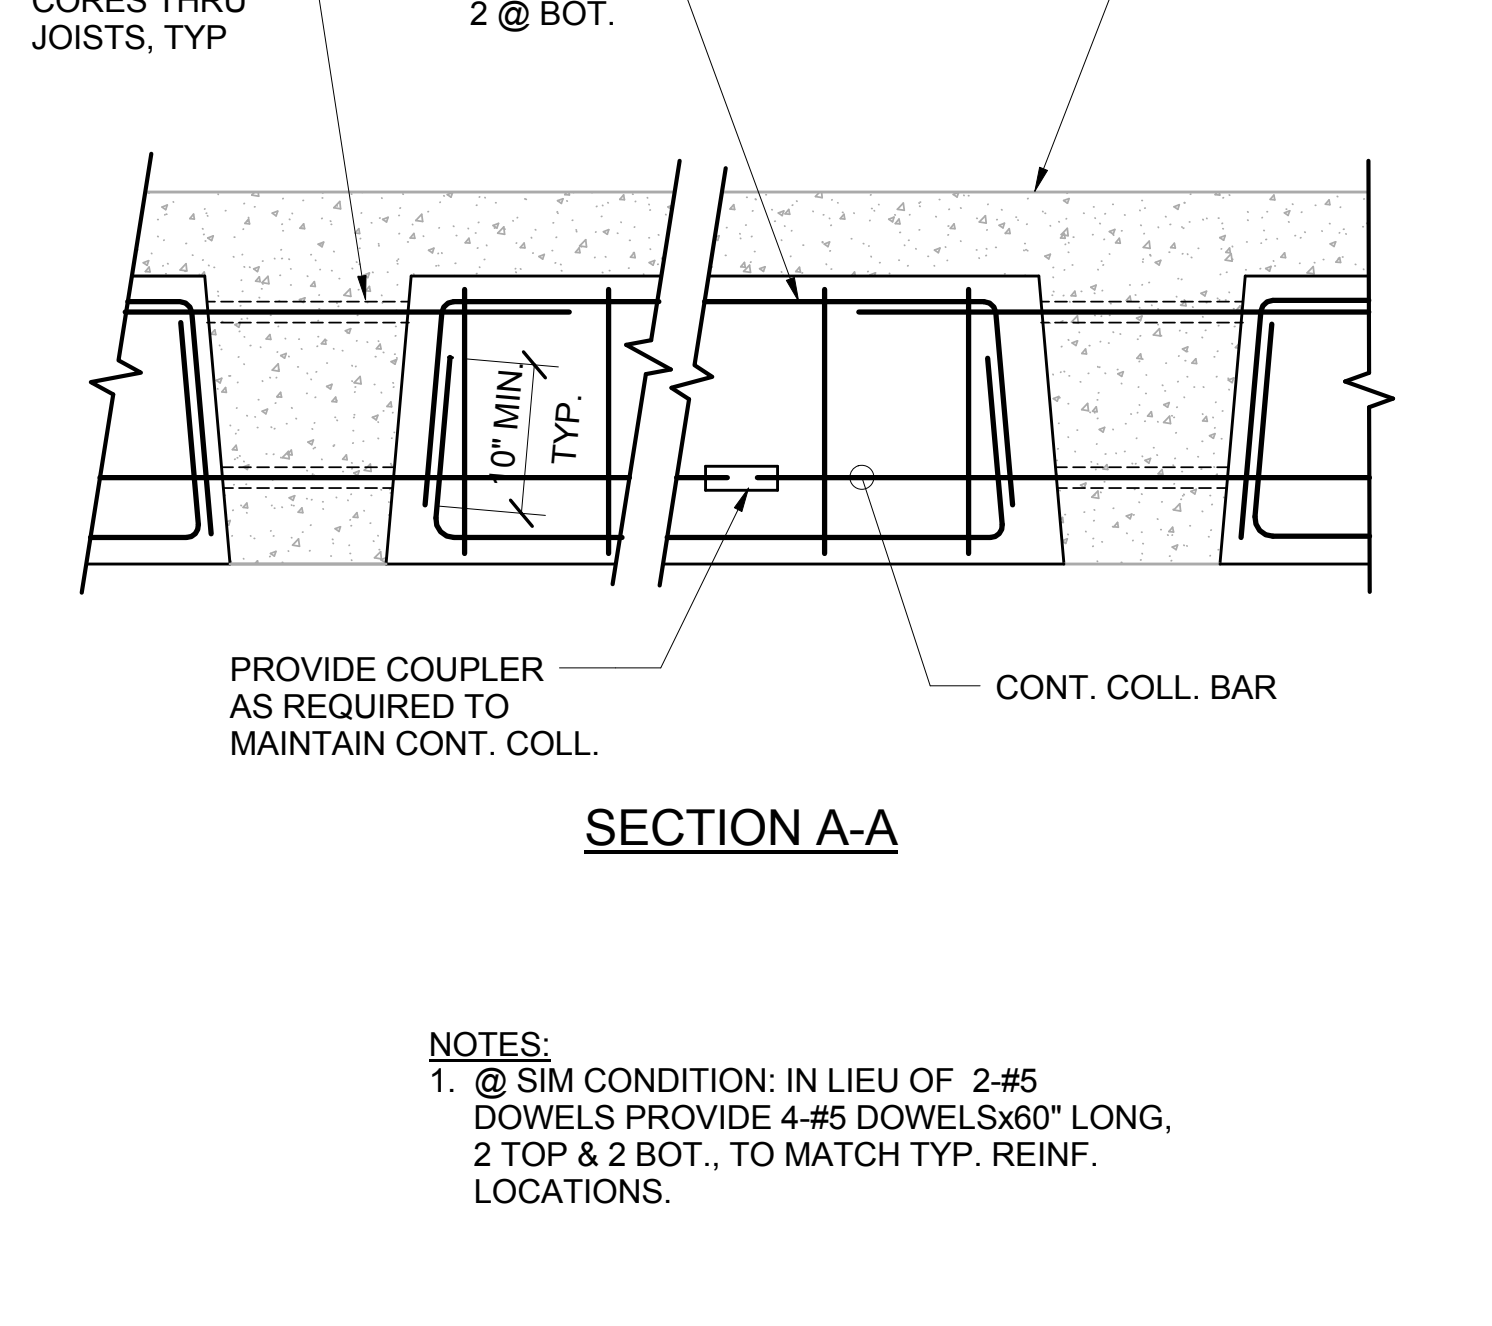 CORES THRU
JOISTS, TYP
2 @ BOT.
10" MIN.
TYP.
PROVIDE COUPLER
AS REQUIRED TO
MAINTAIN CONT. COLL.
CONT. COLL. BAR
SECTION A-A
NOTES:
1. @ SIM CONDITION: IN LIEU OF 2-#5
DOWELS PROVIDE 4-#5 DOWELSx60" LONG,
2 TOP & 2 BOT., TO MATCH TYP. REINF.
LOCATIONS.